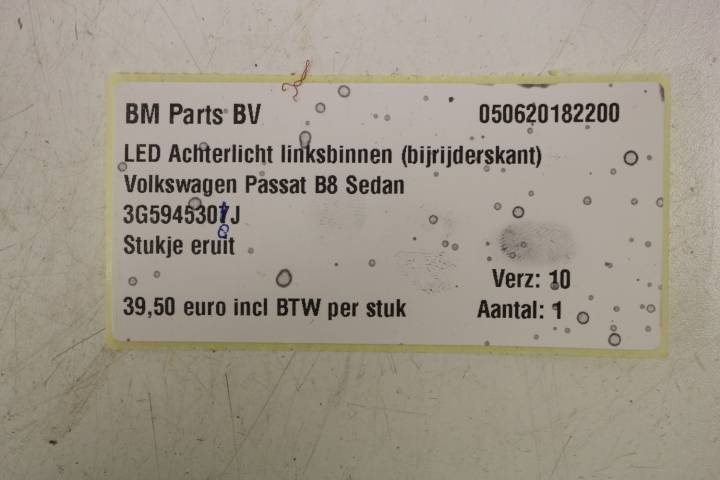 BM Parts BV 050620182200
LED Achterlicht linksbinnen (bijrijderskant)
Volkswagen Passat B8 Sedan
3G5945307J
8
Stukje eruit
Verz: 10
39,50 euro incl BTW per stuk Aantal: 1